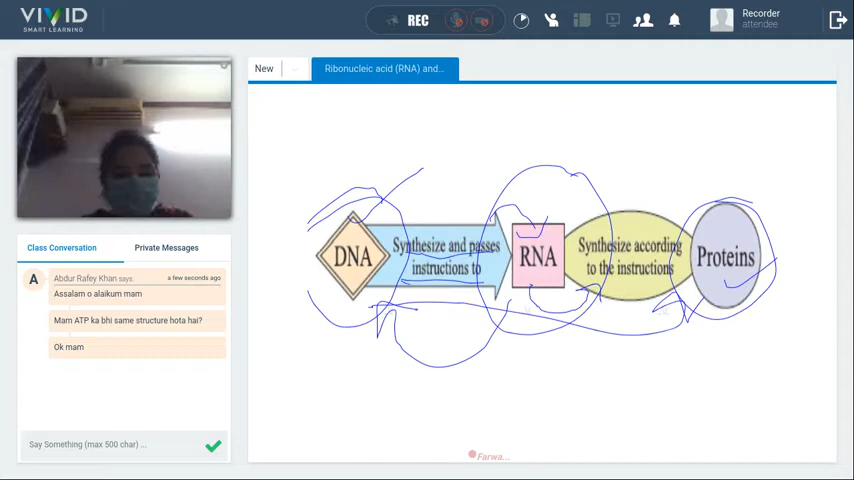 VIVID
SMART LEARNING
REC
Recorder
attendee
New
Ribonucleic acid (RNA) and...
DNA
Synthesize and passes
instructions to
RNA
Synthesize according
to the instructions
Proteins
Class Conversation
Private Messages
A
Abdur Rafey Khan says.
a few seconds ago
Assalam o alaikum mam
Mam ATP ka bhi same structure hota hai?
Ok mam
Say Something (max 500 char) ...
Farwa...